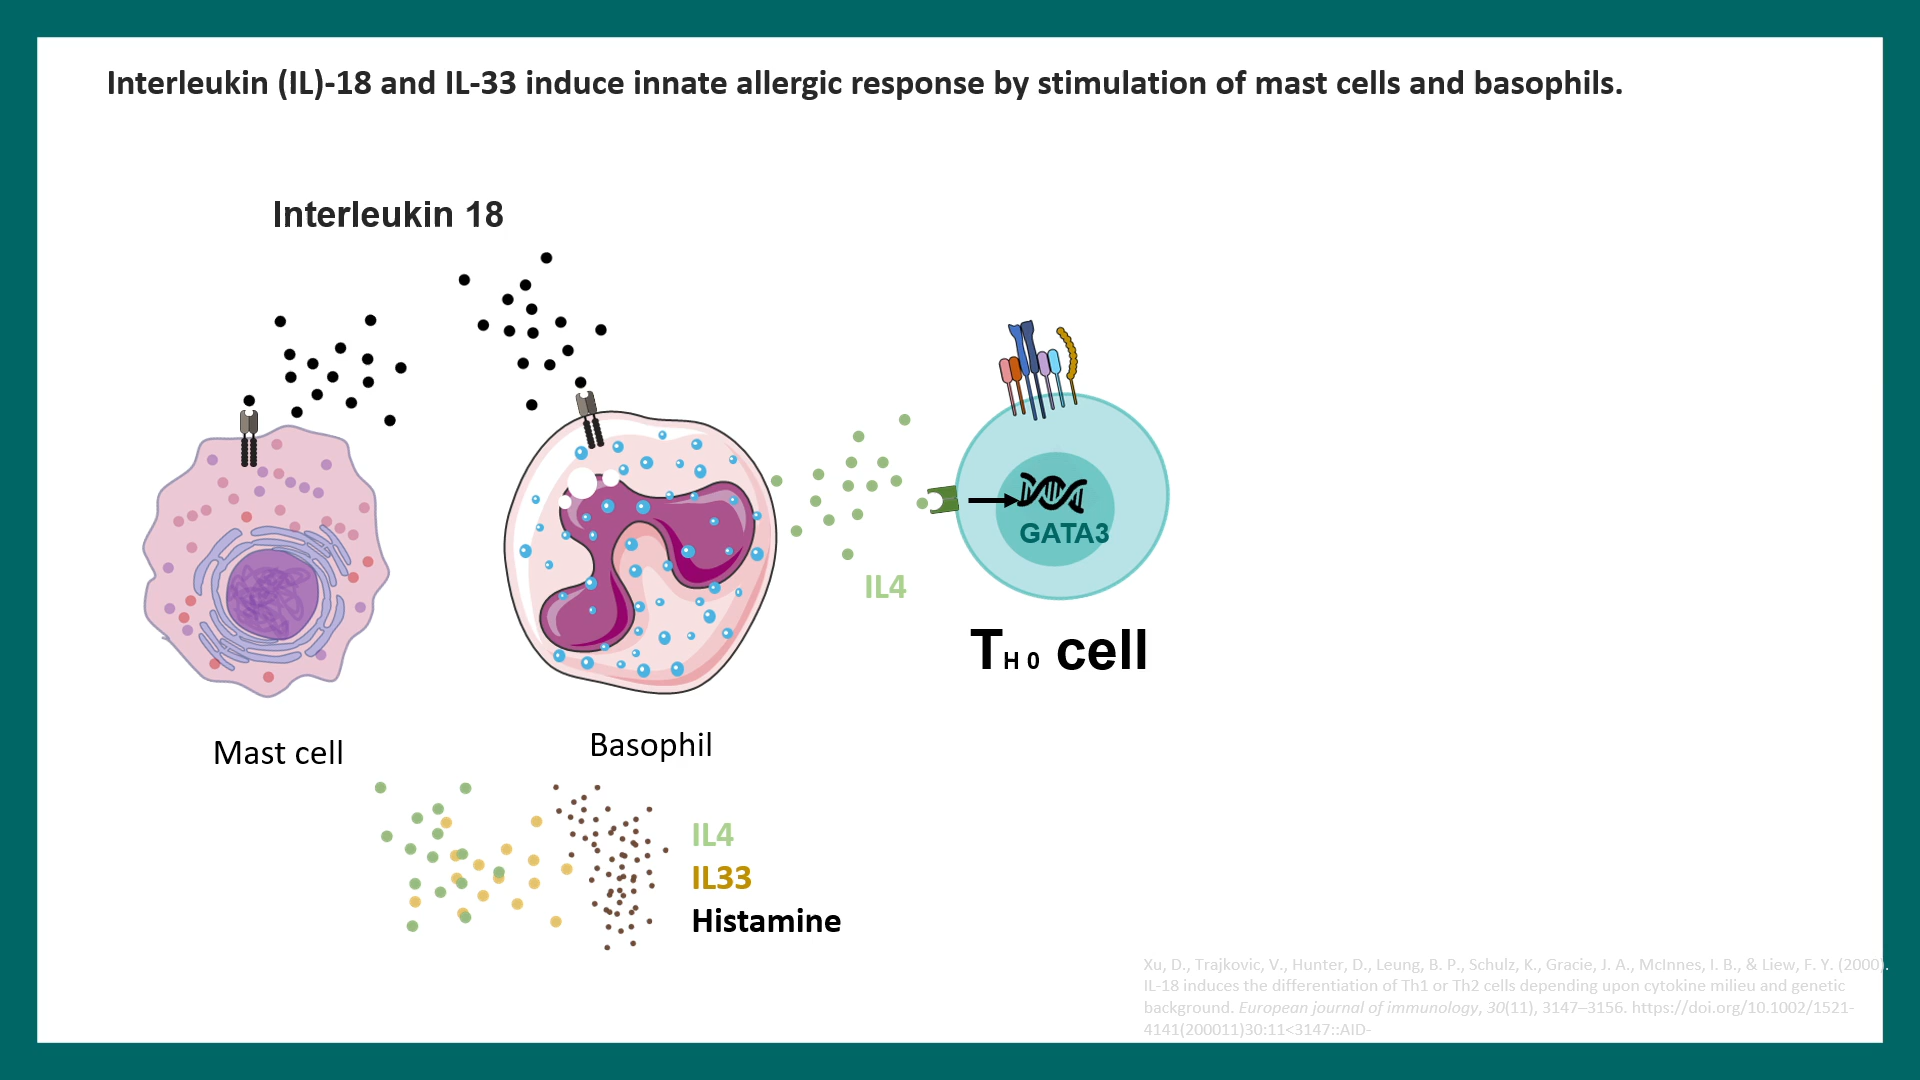 Interleukin (IL)-18 and IL-33 induce innate allergic response by stimulation of mast cells and basophils.
Interleukin 18
GATA3
IL4
TH 0 cell
Mast cell
Basophil
IL4
IL33
Histamine
Xu, D., Trajkovic, V., Hunter, D., Leung, B. P., Schulz, K., Gracie, J. A., McInnes, I. B., & Liew, F. Y. (2000).
IL-18 induces the differentiation of Th1 or Th2 cells depending upon cytokine milieu and genetic
background. European journal of immunology, 30(11), 3147–3156. https://doi.org/10.1002/1521-
4141(200011)30:11<3147::AID-